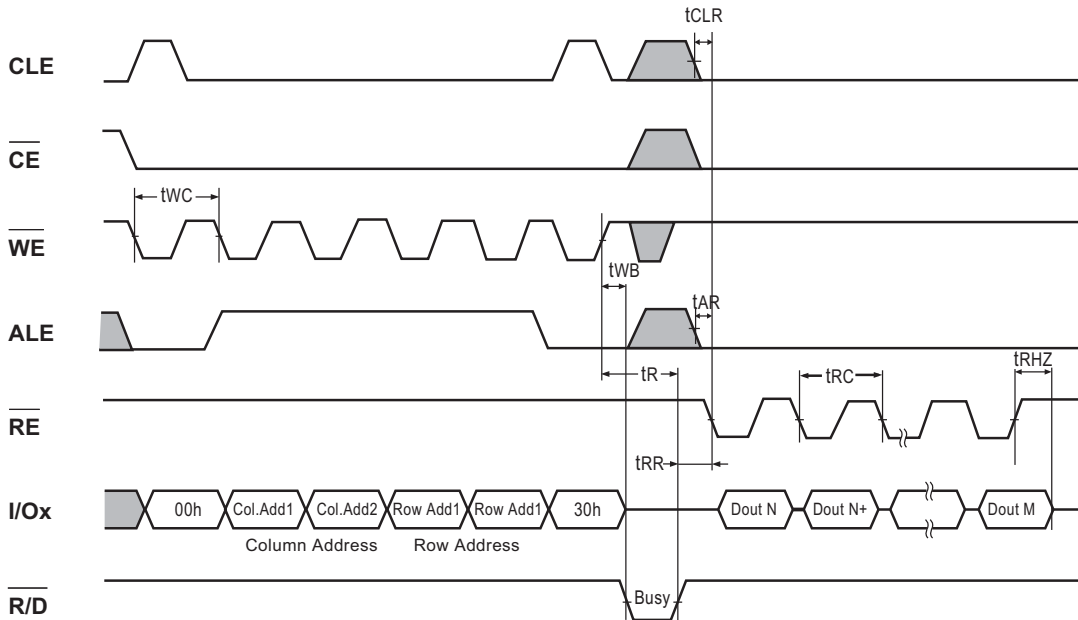 tCLR
CLE
CE
tWC
WE
tWB
tAR
ALE
tR
tRC
tRHZ
RE
tRR
I/Ox
00h
Col.Add1
Col.Add2
Row Add1
Row Add1
30h
Dout N
Dout N+
Dout M
Column Address
Row Address
R/D
Busy